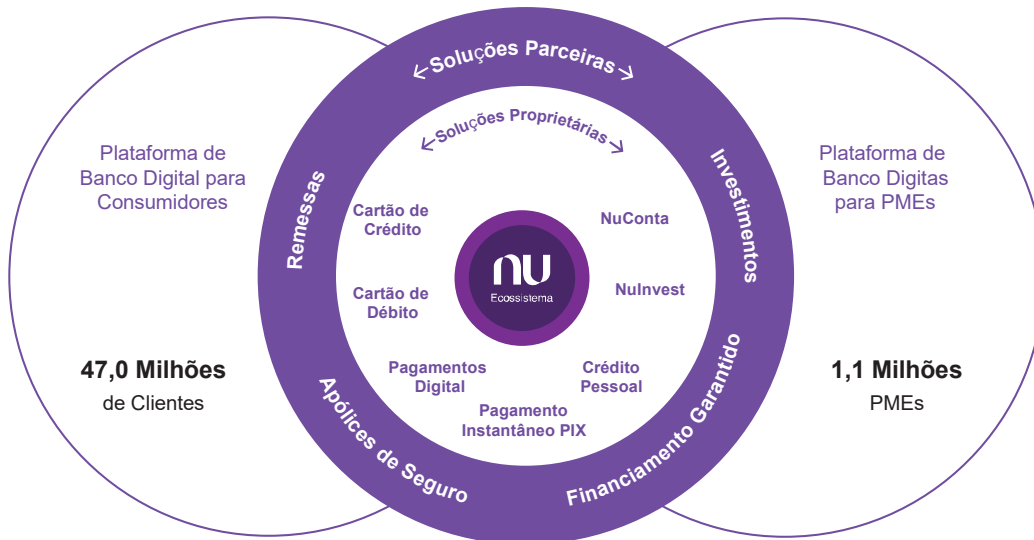 ←Soluções Parceiras→
←Soluções Proprietárias→
Plataforma de
Banco Digital para
Consumidores
47,0 Milhões
de Clientes
Remessas
Apólices de Seguro
Investimentos
Financiamento Garantido
Cartão de
Crédito
Cartão de
Débito
Pagamentos
Digital
Pagamento
Instantâneo PIX
Crédito
Pessoal
NuInvest
NuConta
nu
Ecossistema
Plataforma de
Banco Digitas
para PMEs
1,1 Milhões
PMEs